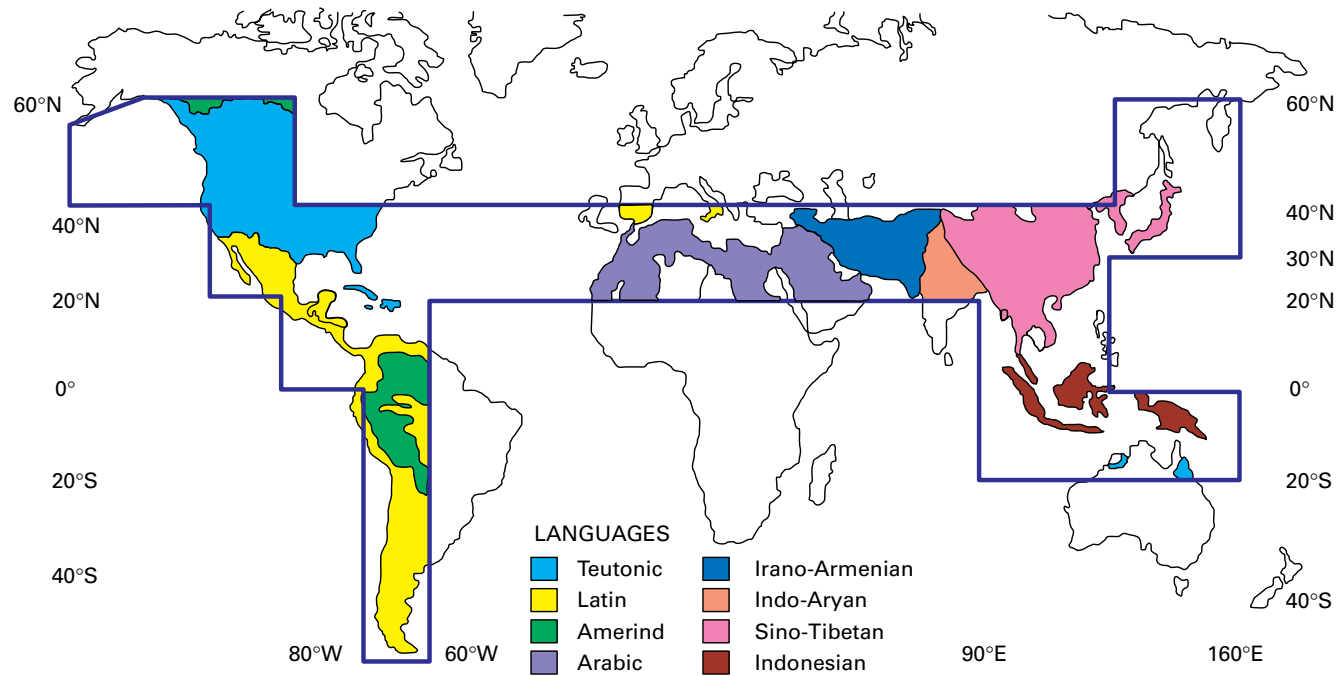 60°N
60°N
40°N
40°N
30°N
20°N
20°N
0°
0°
20°S
20°S
LANGUAGES
Teutonic
Irano-Armenian
40°S
Latin
Indo-Aryan
40°S
Amerind
Sino-Tibetan
80°W
60°W
Arabic
Indonesian
90°E
160°E